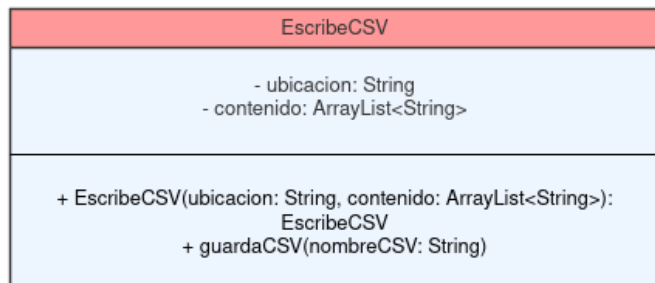 EscribeCSV
- ubicacion: String
- contenido: ArrayList<String>
+ EscribeCSV(ubicacion: String, contenido: ArrayList<String>):
EscribeCSV
+ guardaCSV(nombreCSV: String)